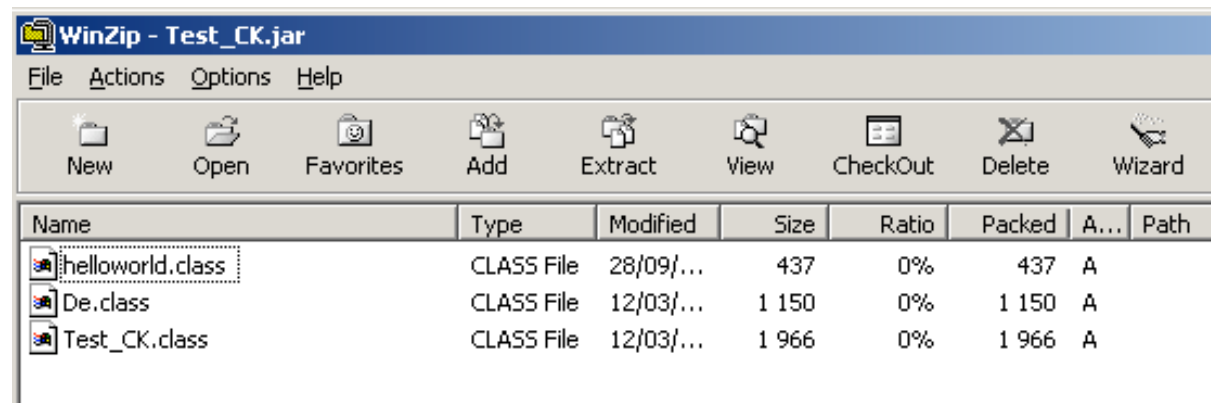 WinZip - Test_CK.jar
File Actions Options Help
New Open Favorites Add Extract View CheckOut Delete Wizard
Name Type Modified Size Ratio Packed A... Path
helloworld.class CLASS File 28/09/... 437 0% 437 A
De.class CLASS File 12/03/... 1 150 0% 1 150 A
Test_CK.class CLASS File 12/03/... 1 966 0% 1 966 A